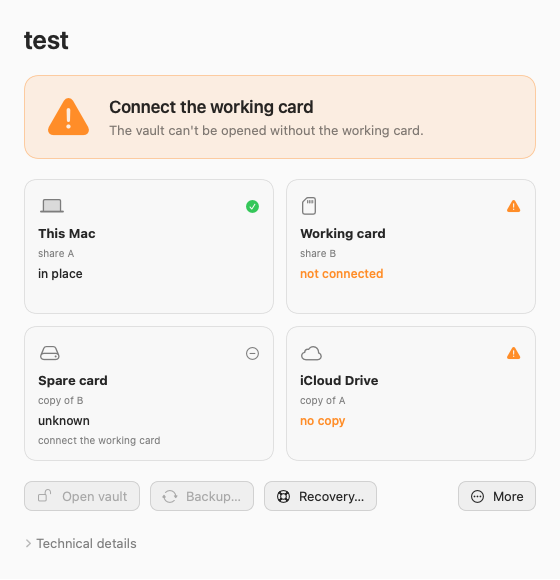 test
Connect the working card
The vault can't be opened without the working card.
This Mac
share A
in place
Working card
share B
not connected
Spare card
copy of B
unknown
connect the working card
iCloud Drive
copy of A
no copy
Open vault
Backup...
Recovery...
More
Technical details